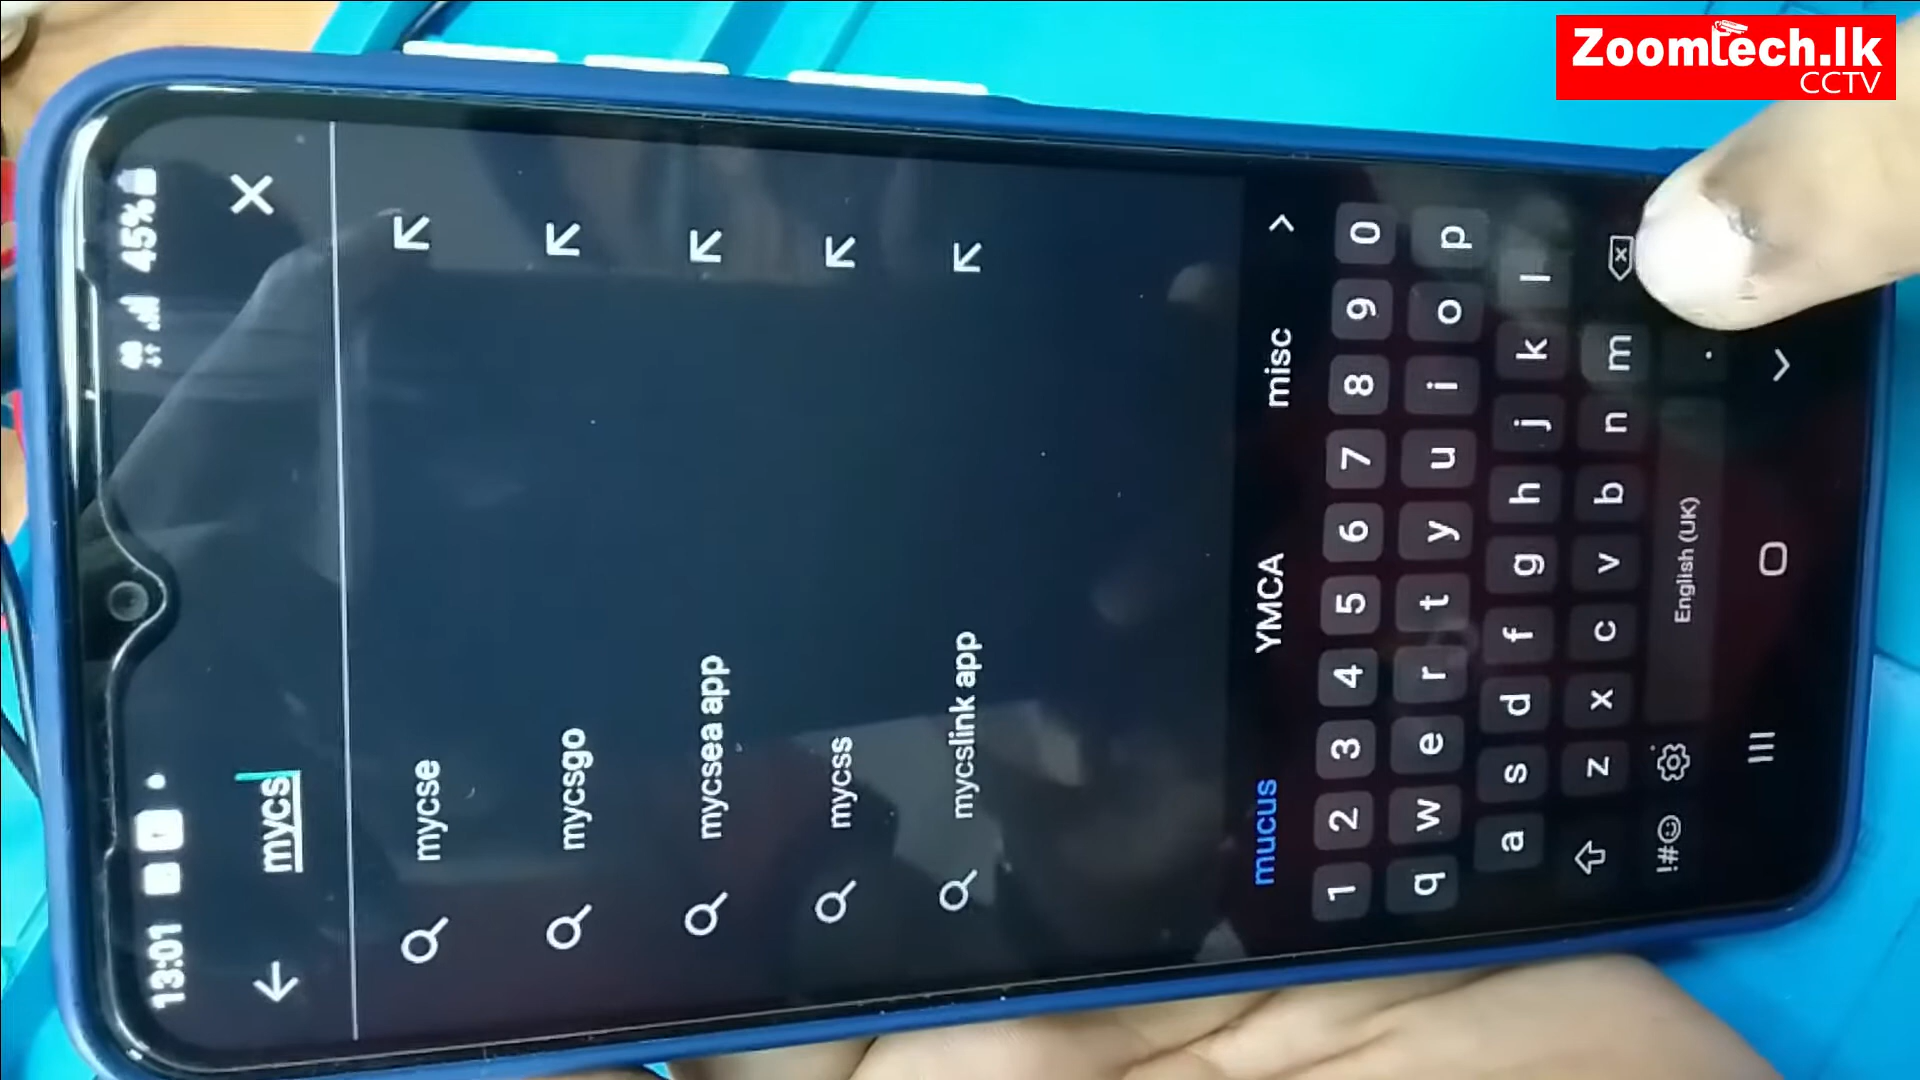 Zoomtech.lk
CCTV
13:01 45%
mycs
mycse
mycsgo
mycsea app
mycss
mycslink app
mucus YMCA misc
1 2 3 4 5 6 7 8 9 0
q w e r t y u i o p
a s d f g h j k l
z x c v b n m
!#☺ English (UK) .